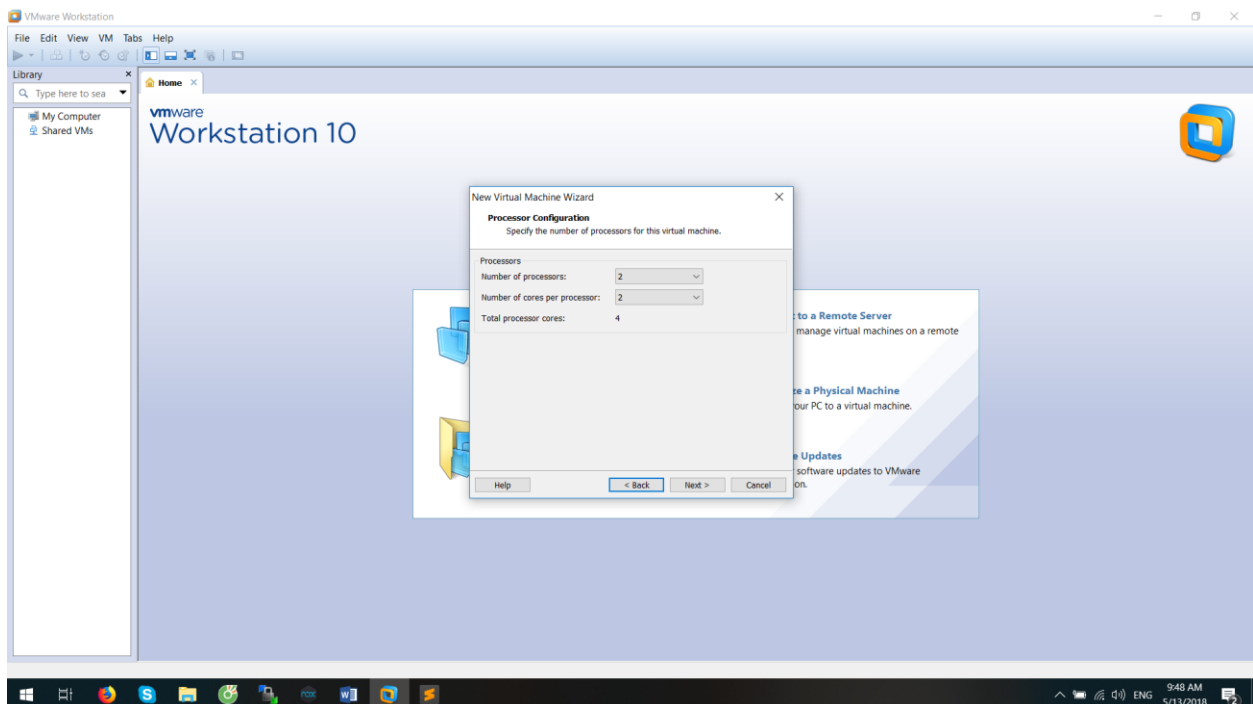 VMware Workstation
File Edit View VM Tabs Help
Library
Type here to sea
My Computer
Shared VMs
Home
vmware
Workstation 10
New Virtual Machine Wizard
Processor Configuration
Specify the number of processors for this virtual machine.
Processors
Number of processors: 2
Number of cores per processor: 2
Total processor cores: 4
Help < Back Next > Cancel
to a Remote Server
manage virtual machines on a remote
ze a Physical Machine
our PC to a virtual machine.
e Updates
software updates to VMware
on.
nox
W
S
ENG
9:48 AM
5/13/2018
2